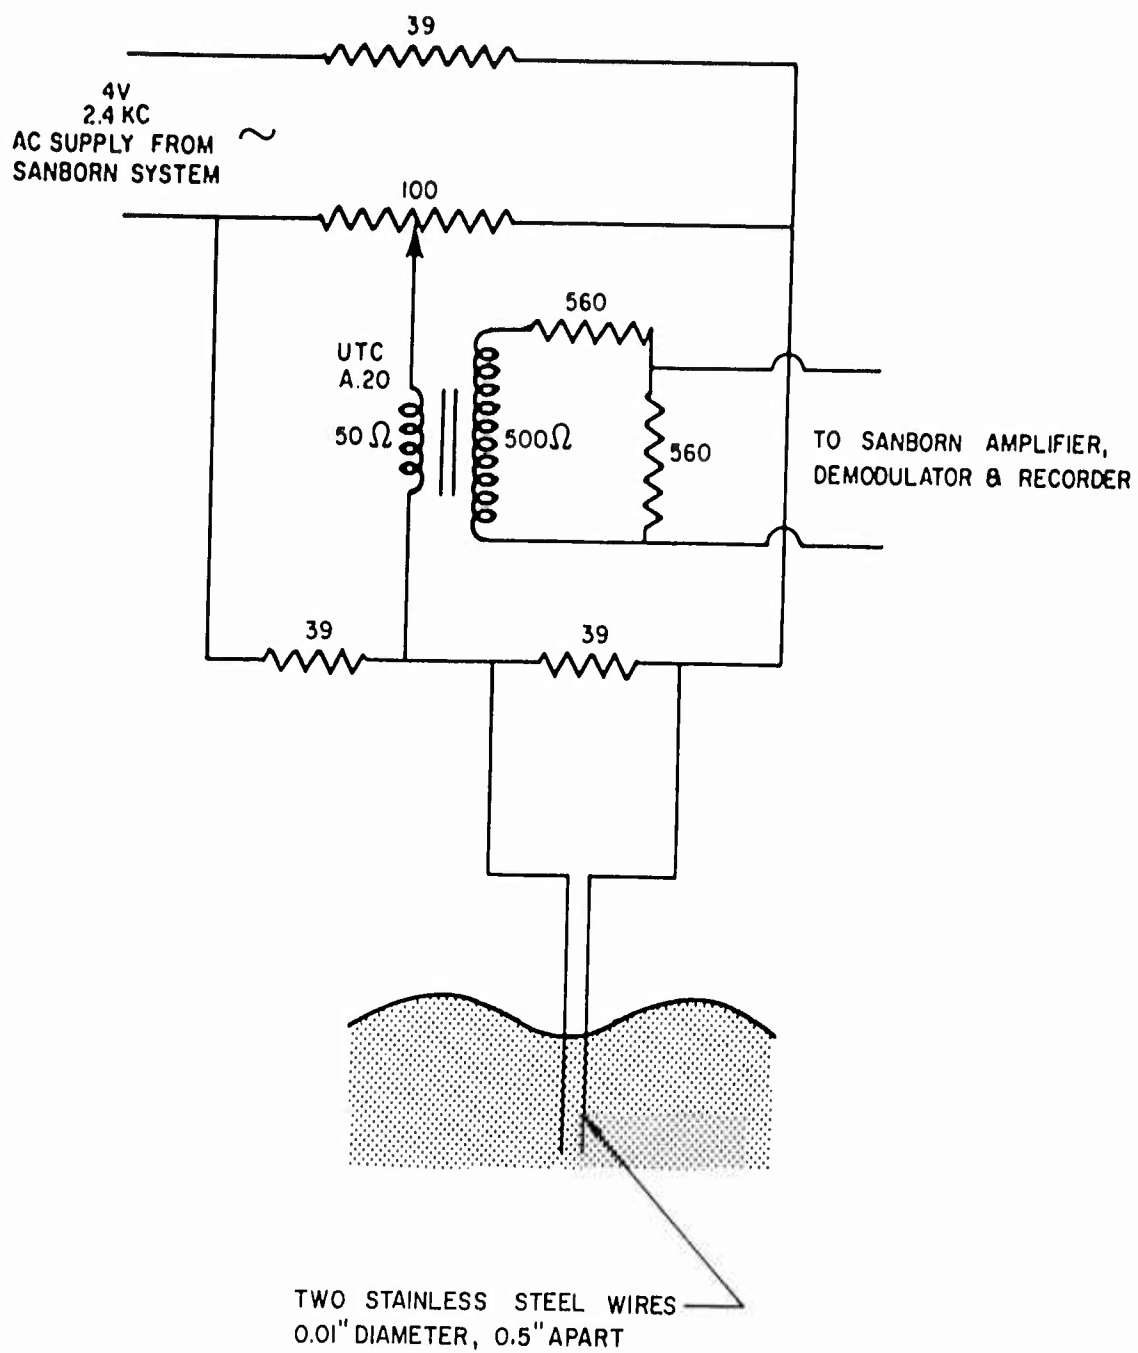 39
4V
2.4 KC
AC SUPPLY FROM
SANBORN SYSTEM
100
560
UTC
A.20
50 Ω
500Ω
560
TO SANBORN AMPLIFIER,
DEMODULATOR & RECORDER
39
39
TWO STAINLESS STEEL WIRES
0.01" DIAMETER, 0.5" APART